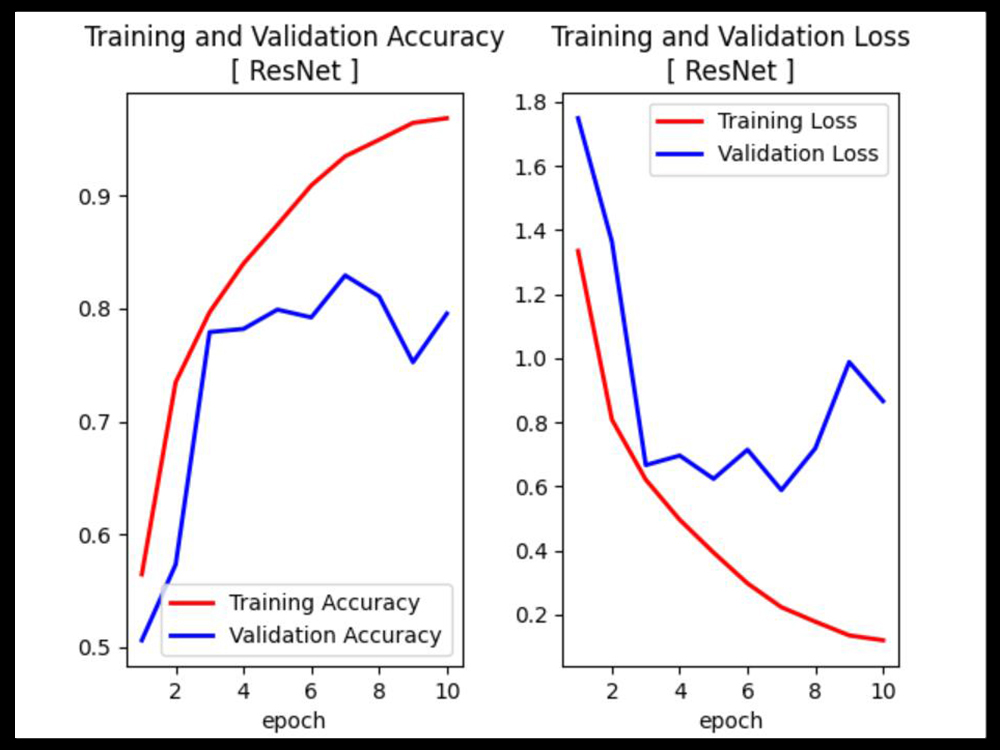 Training and Validation Accuracy
[ ResNet ]
0.9
0.8
0.7
0.6
0.5
Training Accuracy
Validation Accuracy
2 4 6 8 10
epoch
Training and Validation Loss
[ ResNet ]
1.8
1.6
1.4
1.2
1.0
0.8
0.6
0.4
0.2
Training Loss
Validation Loss
2 4 6 8 10
epoch